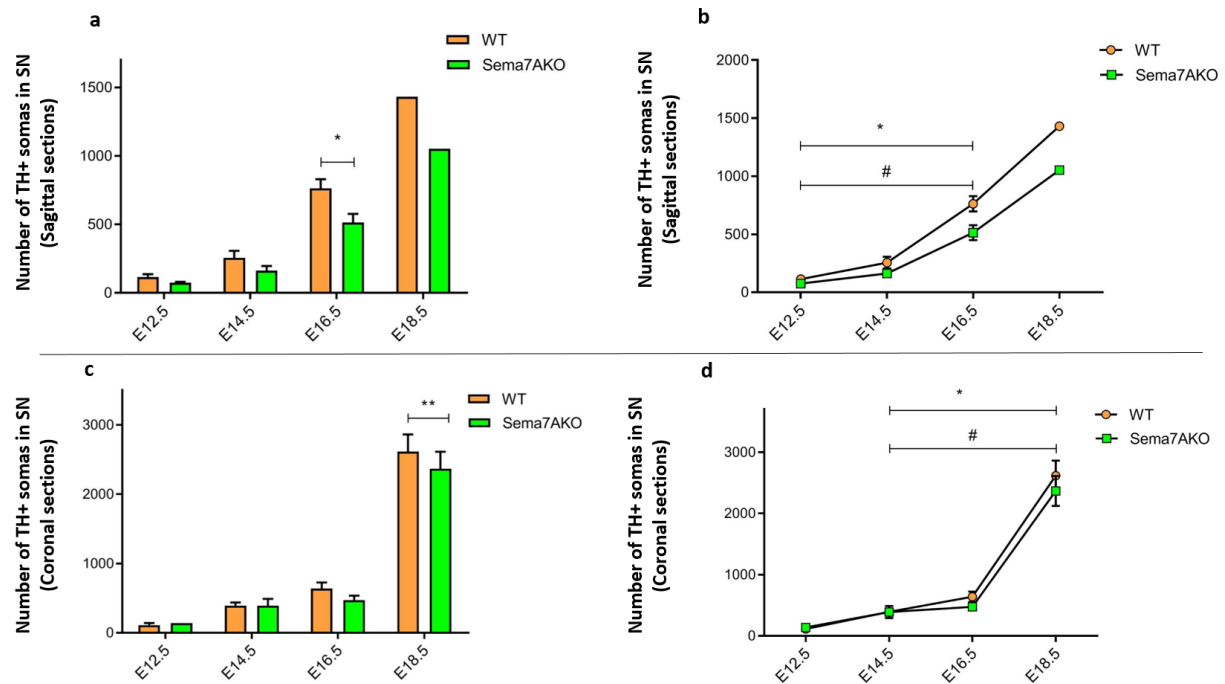 a
WT
Sema7AKO
Number of TH+ somas in SN
(Sagittal sections)
1500
1000
500
0
*
E12.5
E14.5
E16.5
E18.5
b
WT
Sema7AKO
Number of TH+ somas in SN
(Sagittal sections)
2000
1500
1000
500
0
*
#
E12.5
E14.5
E16.5
E18.5
c
WT
Sema7AKO
Number of TH+ somas in SN
(Coronal sections)
3000
2000
1000
0
**
E12.5
E14.5
E16.5
E18.5
d
WT
Sema7AKO
Number of TH+ somas in SN
(Coronal sections)
3000
2000
1000
0
*
#
E12.5
E14.5
E16.5
E18.5